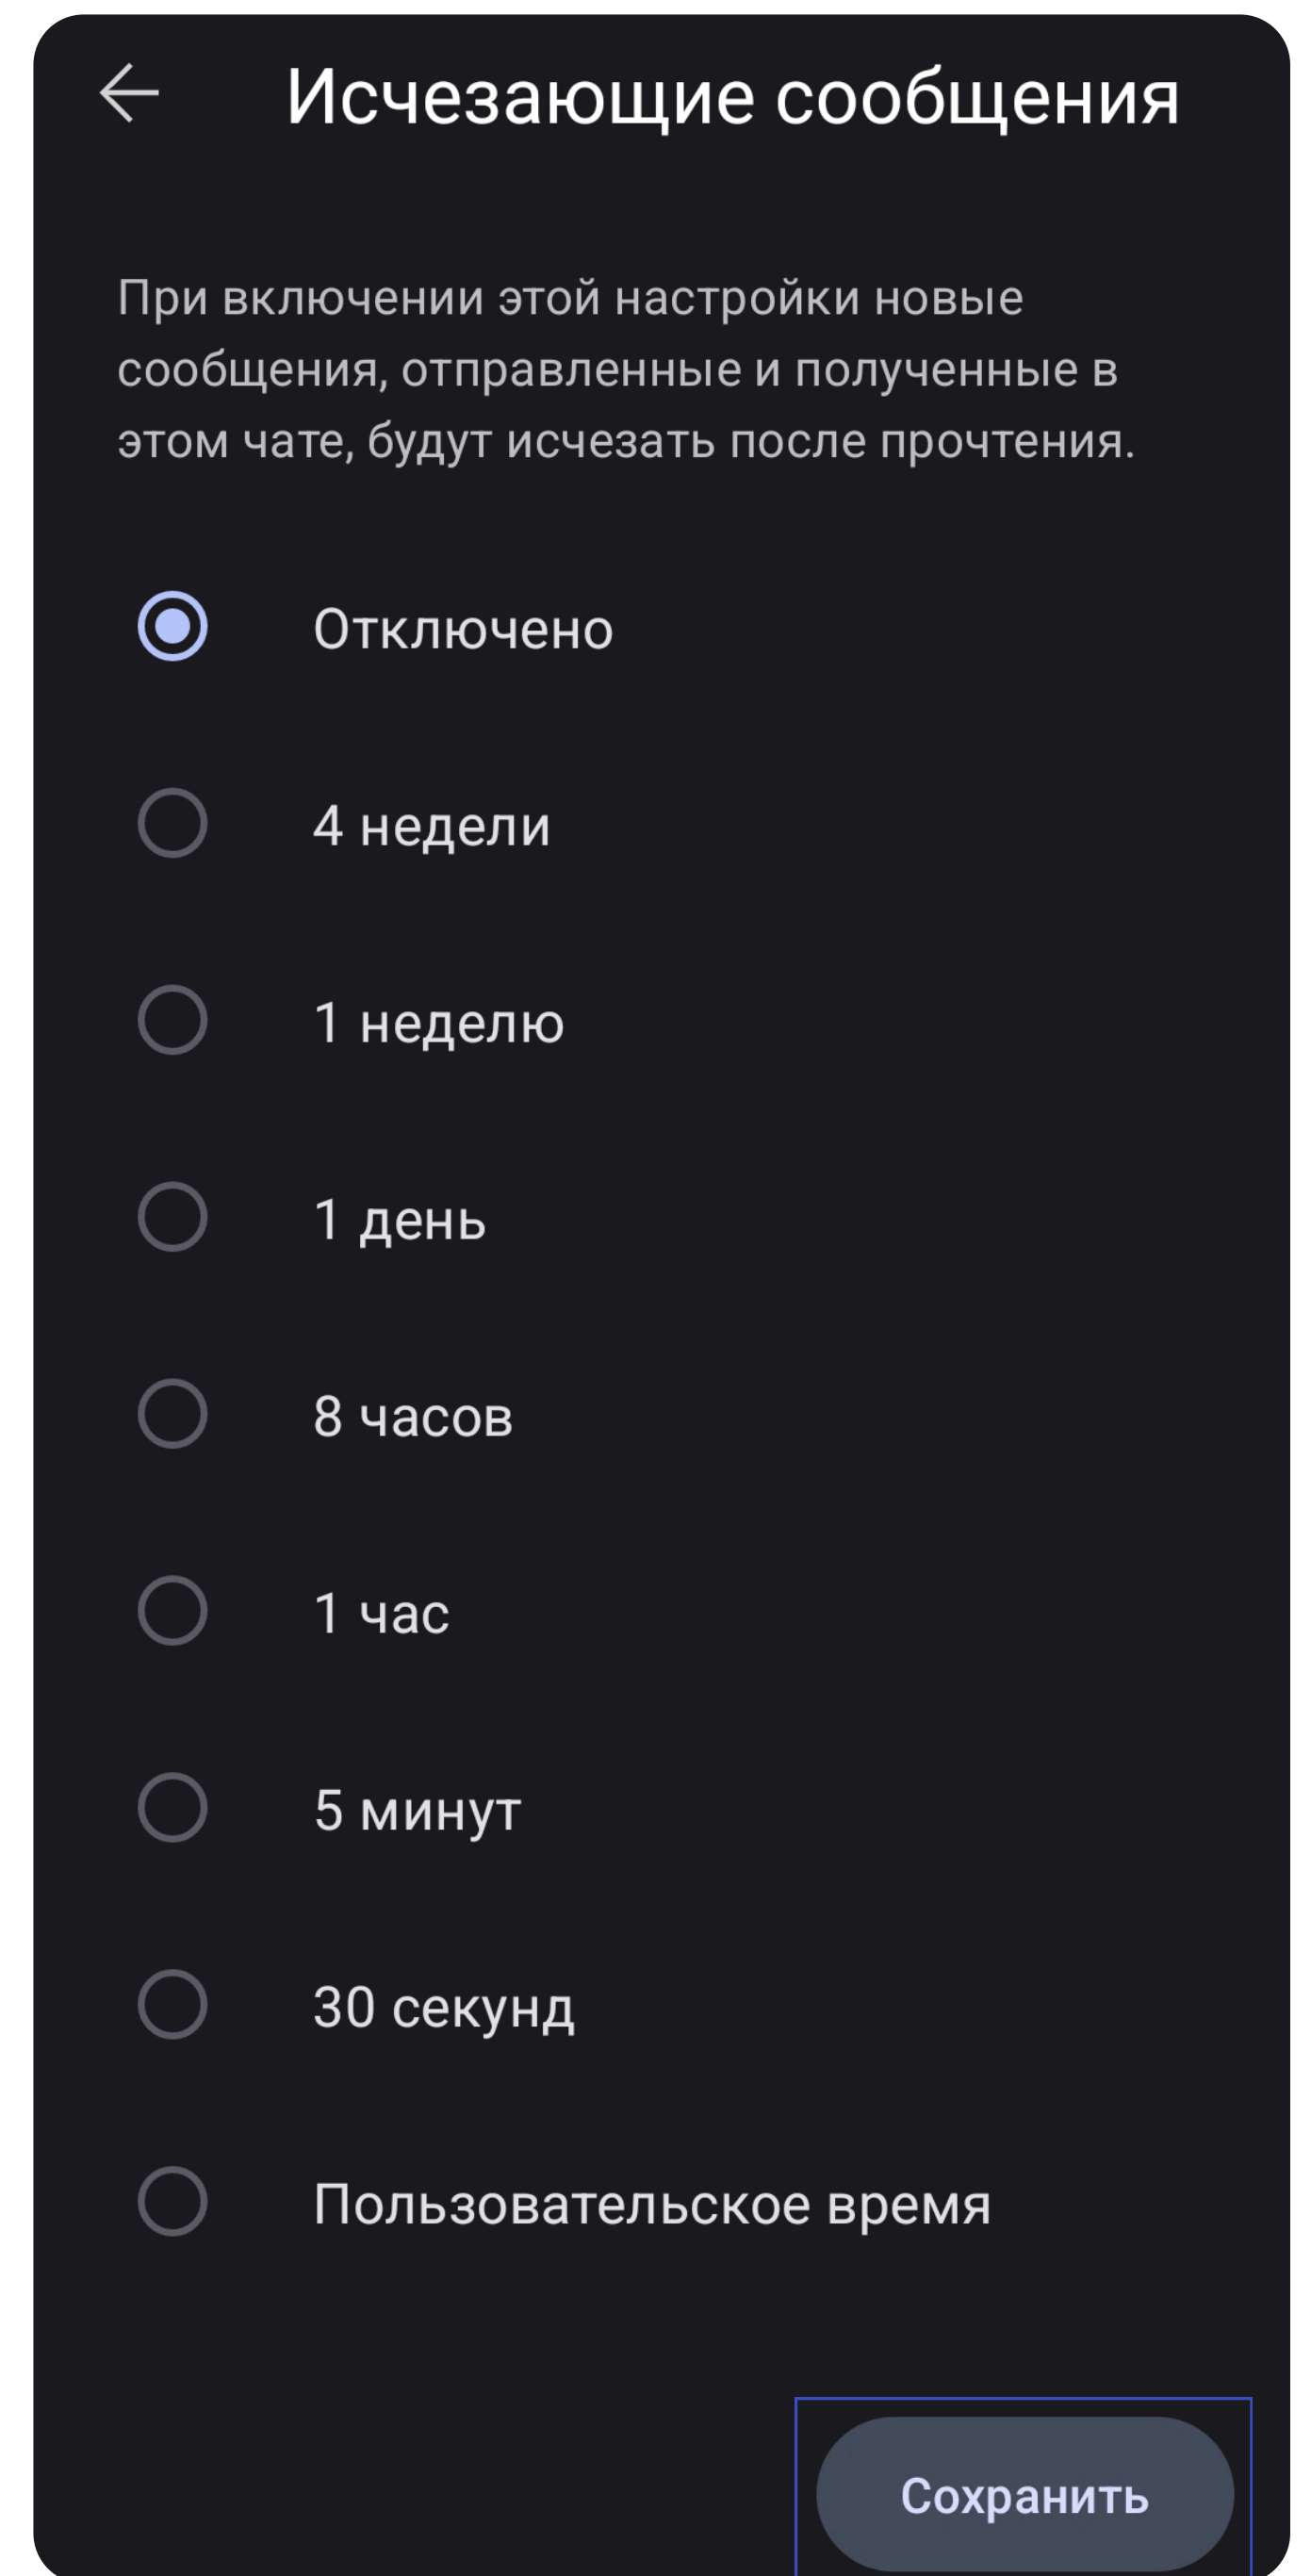 Исчезающие сообщения
При включении этой настройки новые
сообщения, отправленные и полученные в
этом чате, будут исчезать после прочтения.
Отключено
4 недели
1 неделю
1 день
8 часов
1 час
5 минут
30 секунд
Пользовательское время
Сохранить